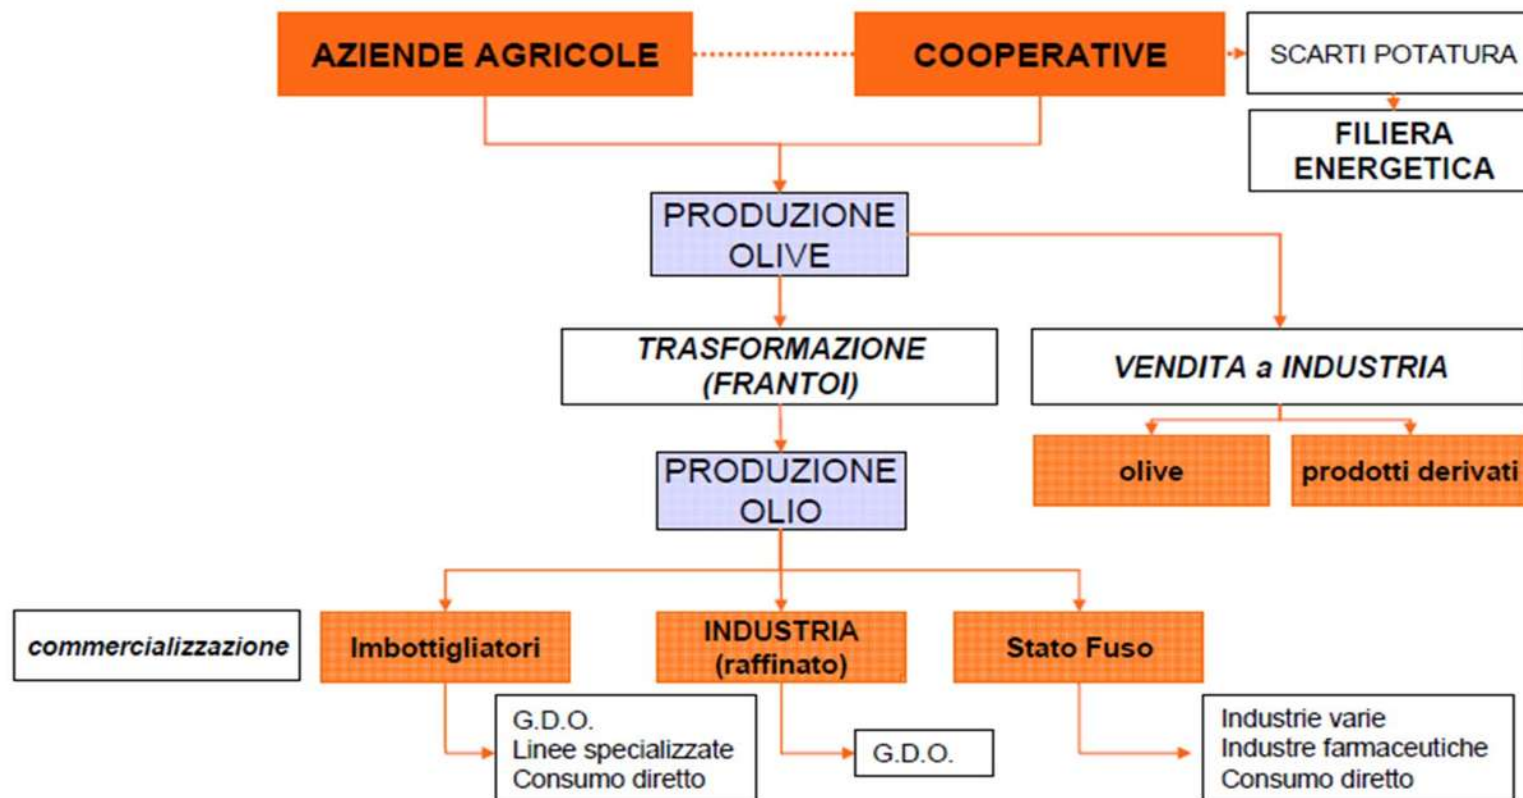 AZIENDE AGRICOLE
COOPERATIVE
SCARTI POTATURA
FILIERA
ENERGETICA
PRODUZIONE
OLIVE
TRASFORMAZIONE
(FRANTOI)
VENDITA a INDUSTRIA
olive
prodotti derivati
PRODUZIONE
OLIO
commercializzazione
Imbottigliatori
INDUSTRIA
(raffinato)
Stato Fuso
G.D.O.
Linee specializzate
Consumo diretto
G.D.O.
Industrie varie
Industre farmaceutiche
Consumo diretto